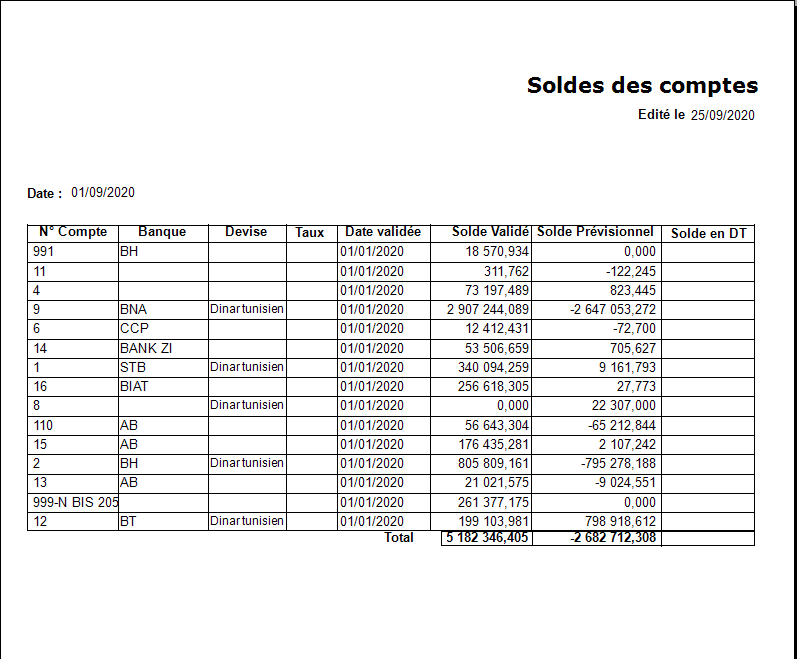 Soldes des comptes
Edité le 25/09/2020
Date : 01/09/2020
N° Compte Banque Devise Taux Date validée Solde Validé Solde Prévisionnel Solde en DT
991 BH 01/01/2020 18 570,934 0,000
11 01/01/2020 311,762 -122,245
4 01/01/2020 73 197,489 823,445
9 BNA Dinar tunisien 01/01/2020 2 907 244,089 -2 647 053,272
6 CCP 01/01/2020 12 412,431 -72,700
14 BANK ZI 01/01/2020 53 506,659 705,627
1 STB Dinar tunisien 01/01/2020 340 094,259 9 161,793
16 BIAT 01/01/2020 256 618,305 27,773
8 Dinar tunisien 01/01/2020 0,000 22 307,000
110 AB 01/01/2020 56 643,304 -65 212,844
15 AB 01/01/2020 176 435,281 2 107,242
2 BH Dinar tunisien 01/01/2020 805 809,161 -795 278,188
13 AB 01/01/2020 21 021,575 -9 024,551
999-N BIS 205 01/01/2020 261 377,175 0,000
12 BT Dinar tunisien 01/01/2020 199 103,981 798 918,612
Total 5 182 346,405 -2 682 712,308